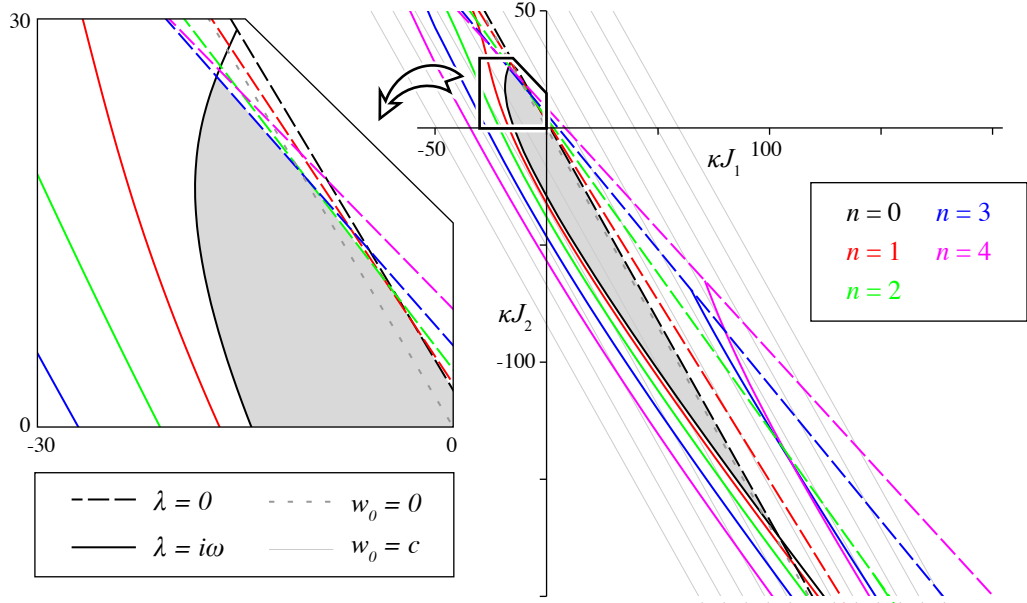 30
0
-30
0
50
-50
100
κJ₁
κJ₂
-100
n = 0
n = 3
n = 1
n = 4
n = 2
λ = 0
w₀ = 0
λ = iω
w₀ = c